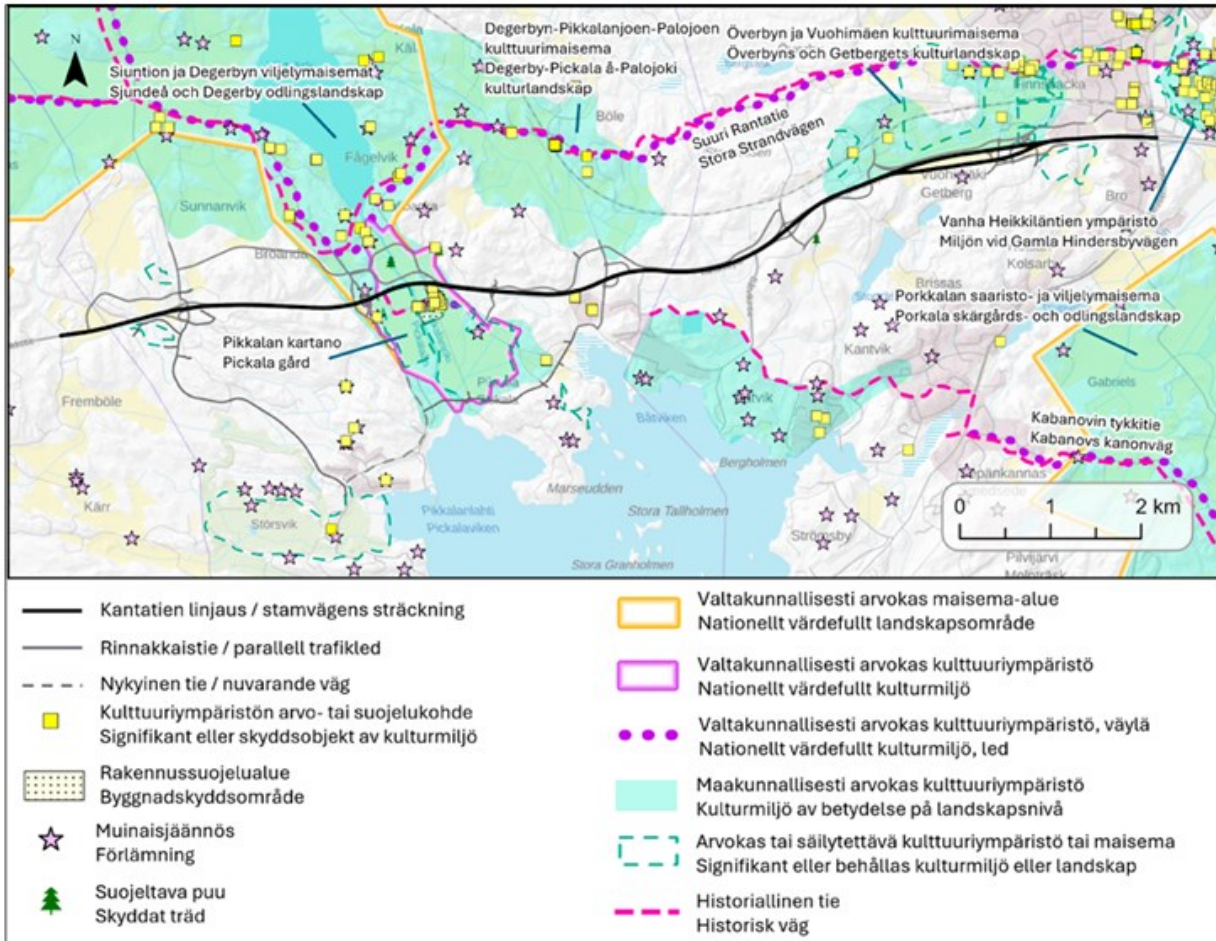 N
Siuntion ja Degerbyn viljelymaisemat
Sjundeå och Degerby odlingslandskap
Degerbyn-Pikkalanjoen-Palojoen
kulttuurimaisema
Degerby-Pickala å-Palojoki
kulturlandskap
Överbyn ja Vuohimäen kulttuurimaisema
Överbyns och Getbergets kulturlandskap
Böle
Suuri Rantatie
Stora Strandvägen
Fågelvik
Sunnanvik
Vuohimäki
Getberg
Bro
Vanha Heikkiläntien ympäristö
Miljön vid Gamla Hindersbyvägen
Kolsarby
Broända
Brissas
Porkkalan saaristo- ja viljelymaisema
Porkala skärgårds- och odlingslandskap
Pikkalan kartano
Pickala gård
Kantvik
Gabriels
Fremböle
Båtviken
Kabanovin tykkitie
Kabanovs kanonväg
Bergholmen
Marseudden
Kärr
Störsvik
Pikkalanlahti
Pickalaviken
Stora Tallholmen
0 1 2 km
Strömsby
Stora Granholmen
Pilvijärvi
Molnträsk
Kantatien linjaus / stamvägens sträckning
Rinnakkaistie / parallell trafikled
Nykyinen tie / nuvarande väg
Kulttuuriympäristön arvo- tai suojelukohde
Signifikant eller skyddsobjekt av kulturmiljö
Rakennussuojelualue
Byggnadskyddsområde
Muinaisjäännös
Förlämning
Suojeltava puu
Skyddat träd
Valtakunnallisesti arvokas maisema-alue
Nationellt värdefullt landskapsområde
Valtakunnallisesti arvokas kulttuuriympäristö
Nationellt värdefullt kulturmiljö
Valtakunnallisesti arvokas kulttuuriympäristö, väylä
Nationellt värdefullt kulturmiljö, led
Maakunnallisesti arvokas kulttuuriympäristö
Kulturmiljö av betydelse på landskapsnivå
Arvokas tai säilytettävä kulttuuriympäristö tai maisema
Signifikant eller behållas kulturmiljö eller landskap
Historiallinen tie
Historisk väg